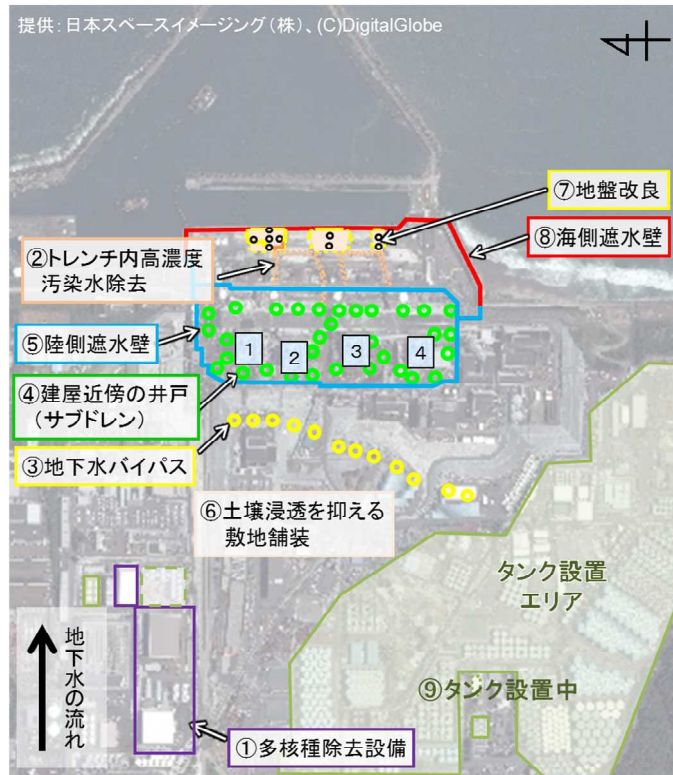 提供：日本スペースイメージング（株）、(C)DigitalGlobe
⑦地盤改良
⑧海側遮水壁
②トレンチ内高濃度
汚染水除去
⑤陸側遮水壁
1
2
3
4
④建屋近傍の井戸
（サブドレン）
③地下水バイパス
⑥土壌浸透を抑える
敷地舗装
タンク設置
エリア
地下水の流れ
⑨タンク設置中
①多核種除去設備